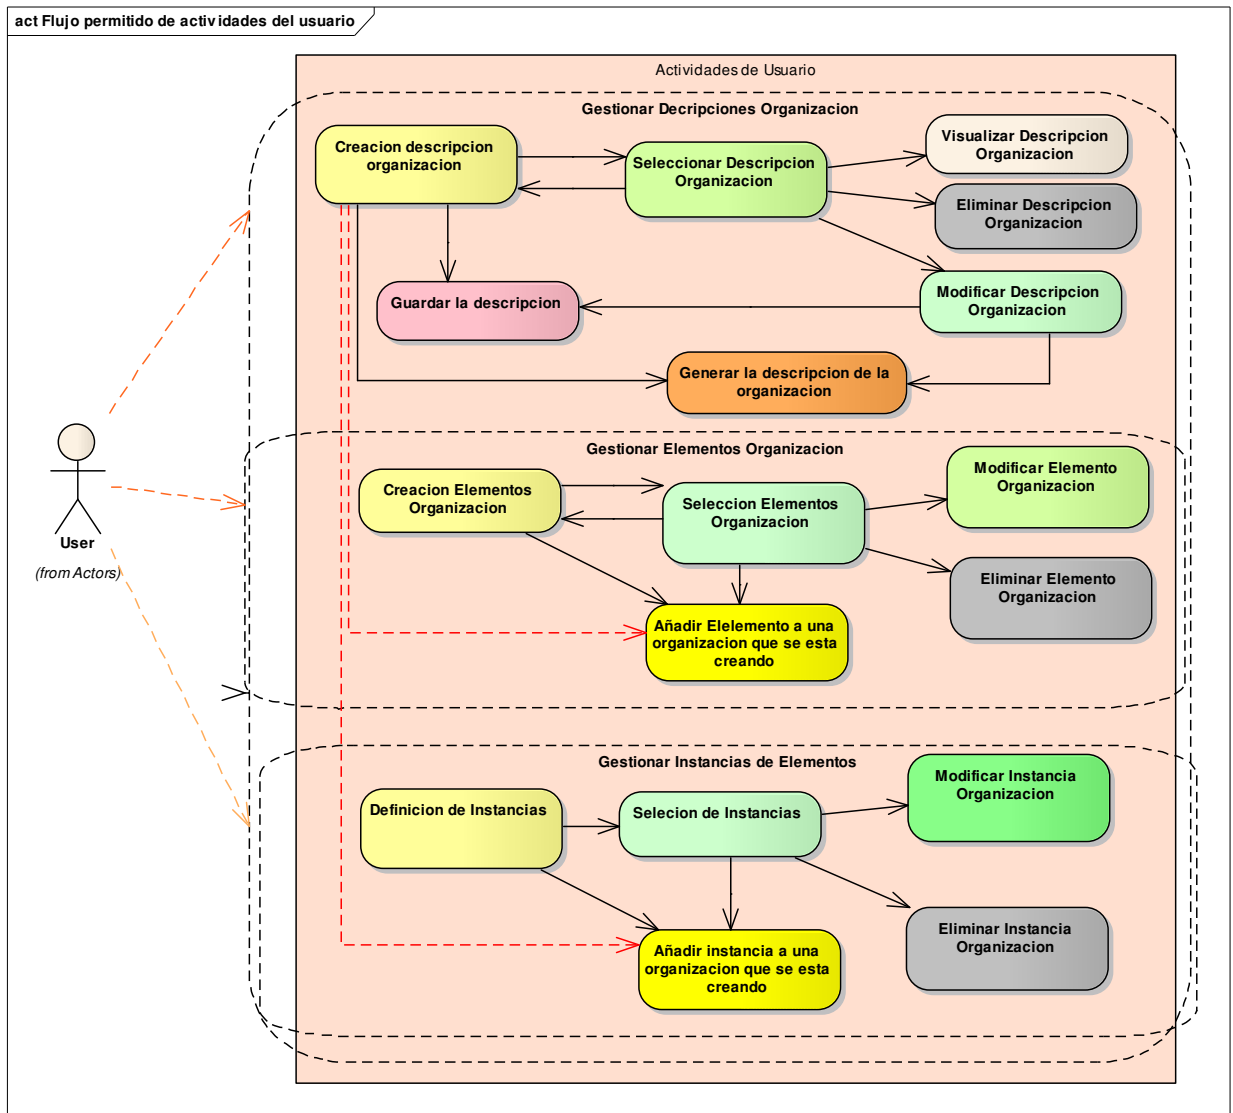 act Flujo permitido de actividades del usuario
Actividades de Usuario
Gestionar Decripciones Organizacion
Creacion descripcion
organizacion
Seleccionar Descripcion
Organizacion
Visualizar Descripcion
Organizacion
Eliminar Descripcion
Organizacion
Guardar la descripcion
Modificar Descripcion
Organizacion
Generar la descripcion de la
organizacion
Gestionar Elementos Organizacion
Creacion Elementos
Organizacion
Seleccion Elementos
Organizacion
Modificar Elemento
Organizacion
User
(from Actors)
Eliminar Elemento
Organizacion
Añadir Elelemento a una
organizacion que se esta
creando
Gestionar Instancias de Elementos
Definicion de Instancias
Selecion de Instancias
Modificar Instancia
Organizacion
Eliminar Instancia
Organizacion
Añadir instancia a una
organizacion que se esta
creando